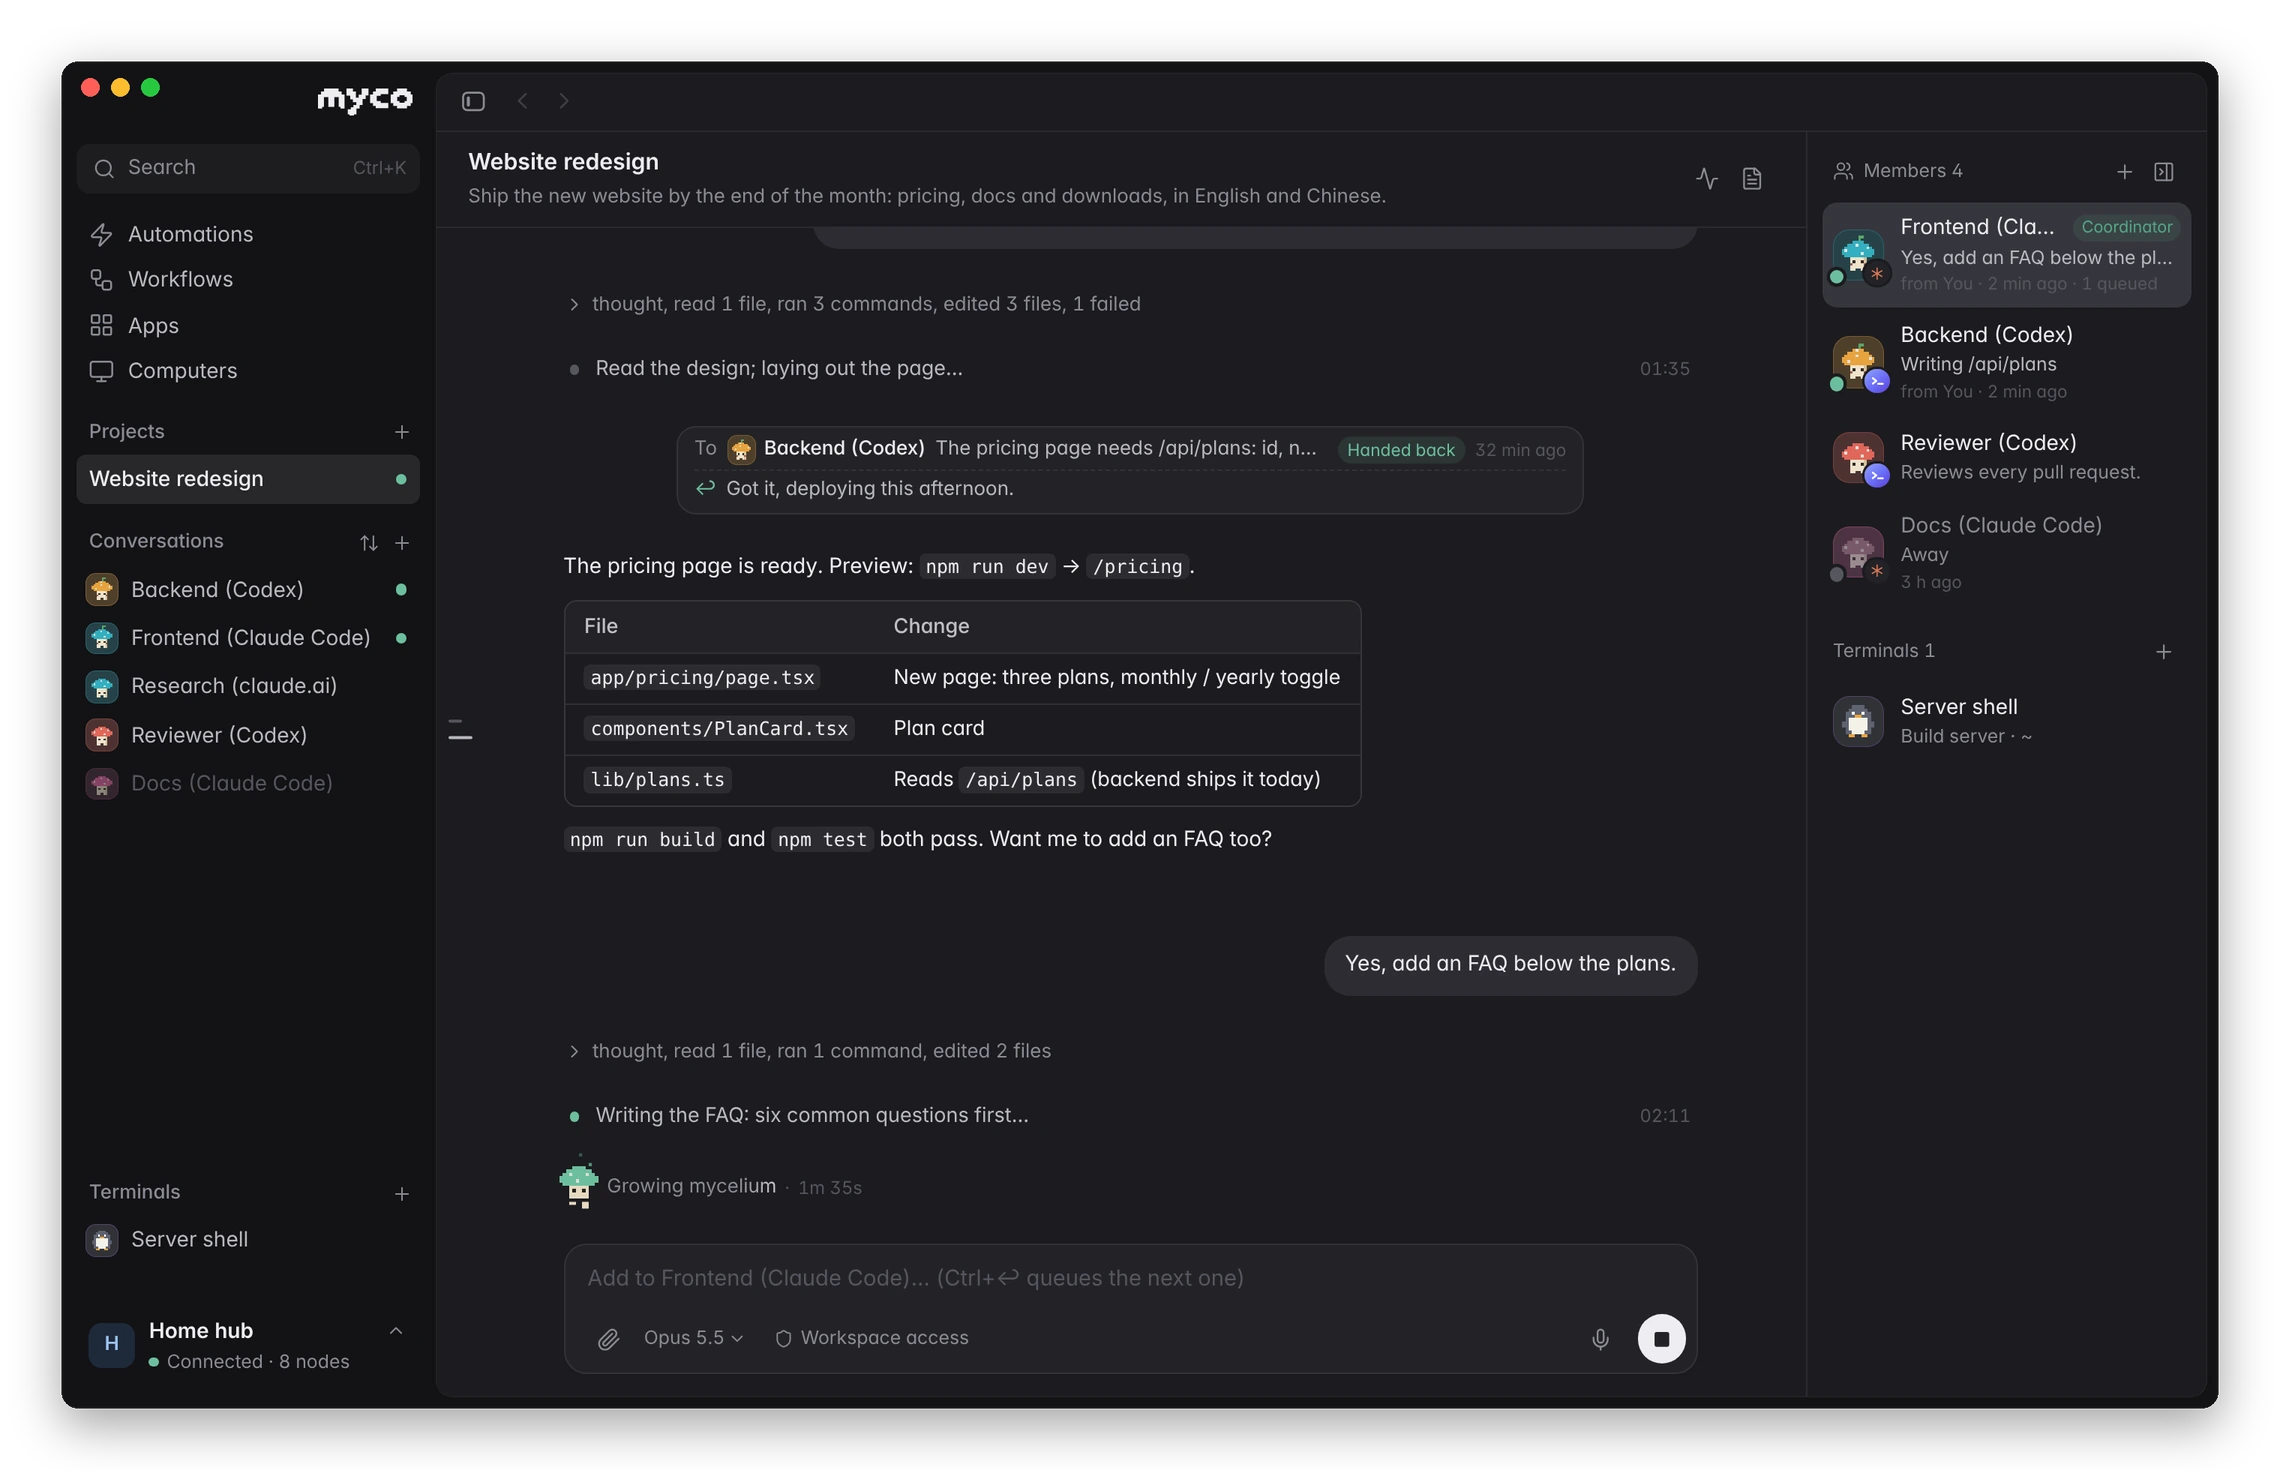 myco
Search Ctrl+K
Automations
Workflows
Apps
Computers
Projects
Website redesign
Conversations
Backend (Codex)
Frontend (Claude Code)
Research (claude.ai)
Reviewer (Codex)
Docs (Claude Code)
Terminals
Server shell
H
Home hub
Connected · 8 nodes
Website redesign
Ship the new website by the end of the month: pricing, docs and downloads, in English and Chinese.
thought, read 1 file, ran 3 commands, edited 3 files, 1 failed
Read the design; laying out the page... 01:35
To Backend (Codex) The pricing page needs /api/plans: id, n... Handed back 32 min ago
Got it, deploying this afternoon.
The pricing page is ready. Preview: npm run dev → /pricing.
File Change
app/pricing/page.tsx New page: three plans, monthly / yearly toggle
components/PlanCard.tsx Plan card
lib/plans.ts Reads /api/plans (backend ships it today)
npm run build and npm test both pass. Want me to add an FAQ too?
Yes, add an FAQ below the plans.
thought, read 1 file, ran 1 command, edited 2 files
Writing the FAQ: six common questions first... 02:11
Growing mycelium · 1m 35s
Add to Frontend (Claude Code)... (Ctrl+↩ queues the next one)
Opus 5.5 Workspace access
Members 4
Frontend (Cla... Coordinator
Yes, add an FAQ below the pl...
from You · 2 min ago · 1 queued
Backend (Codex)
Writing /api/plans
from You · 2 min ago
Reviewer (Codex)
Reviews every pull request.
Docs (Claude Code)
Away
3 h ago
Terminals 1
Server shell
Build server · ~